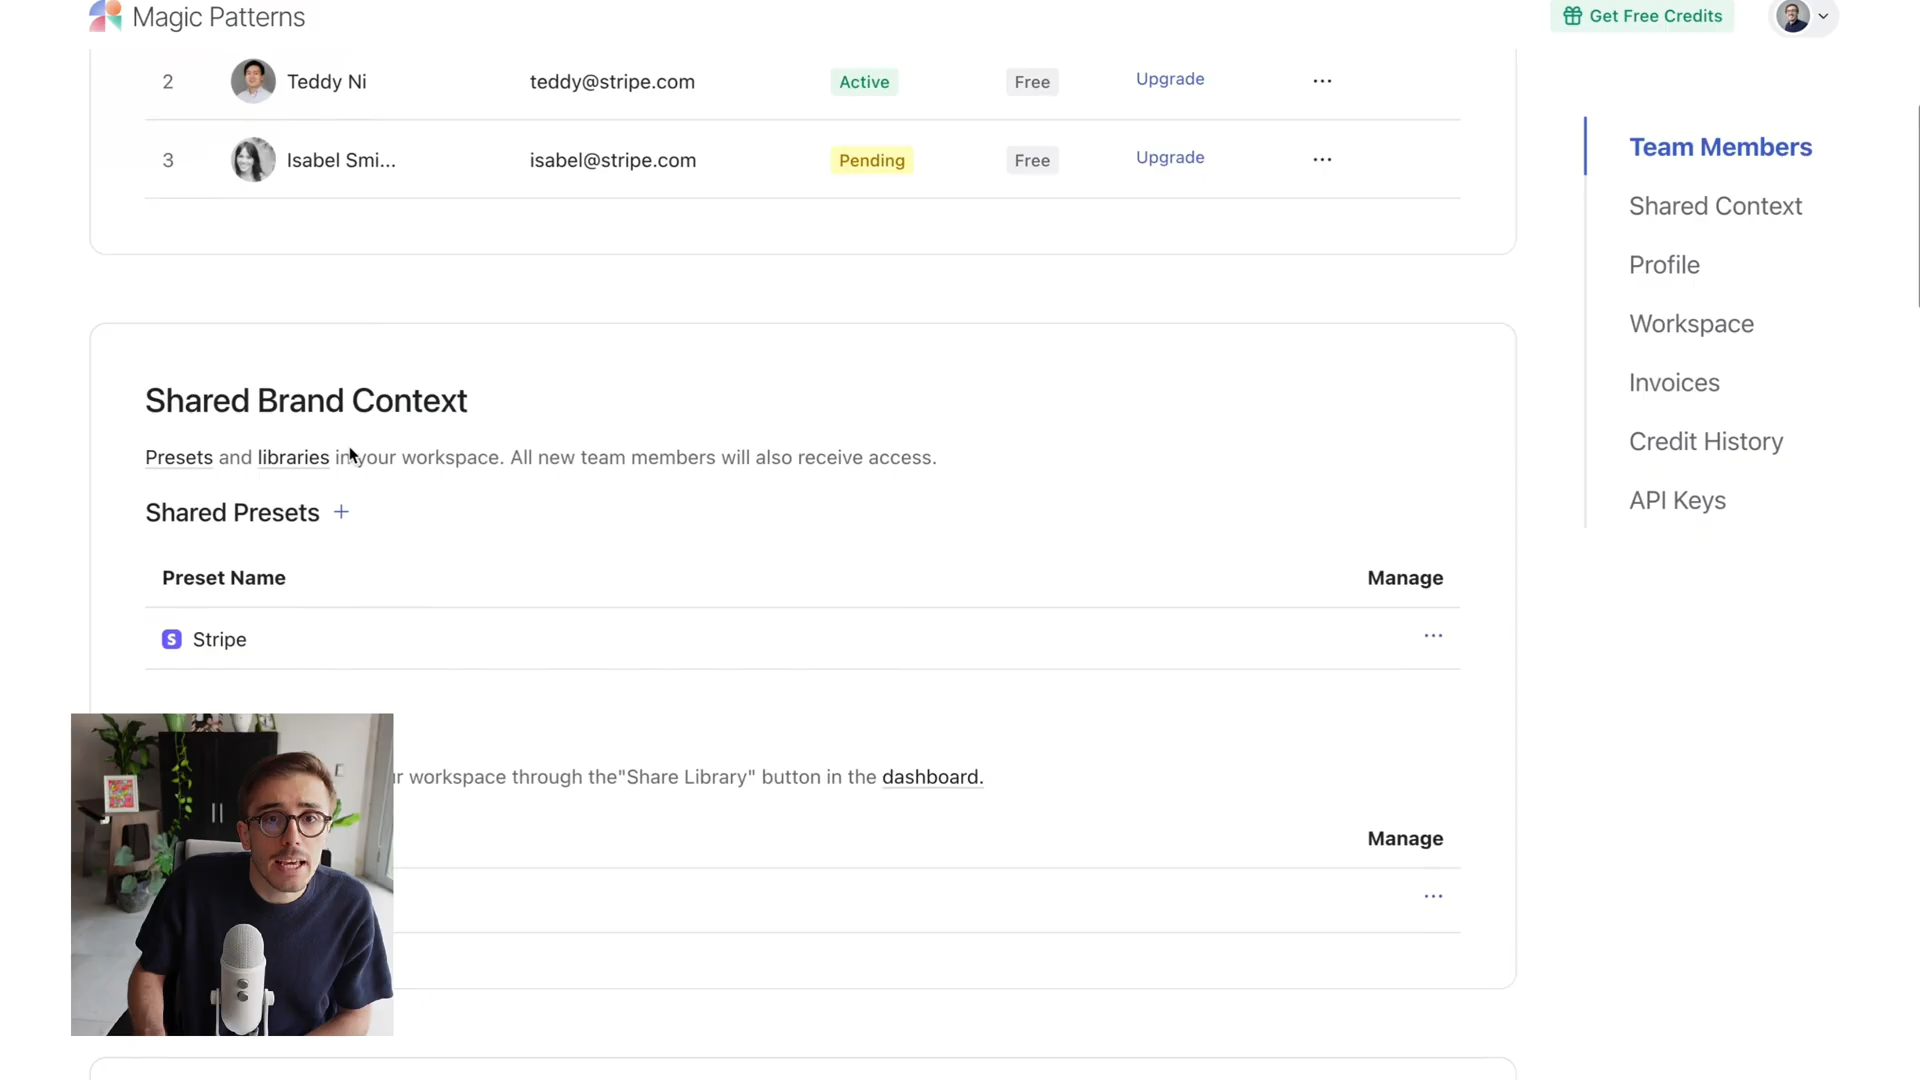 Magic Patterns
Get Free Credits
2 Teddy Ni teddy@stripe.com Active Free Upgrade ...
3 Isabel Smi... isabel@stripe.com Pending Free Upgrade ...
Team Members
Shared Context
Profile
Workspace
Invoices
Credit History
API Keys
Shared Brand Context
Presets and libraries in your workspace. All new team members will also receive access.
Shared Presets +
Preset Name Manage
S Stripe ...
workspace through the"Share Library" button in the dashboard.
Manage
...